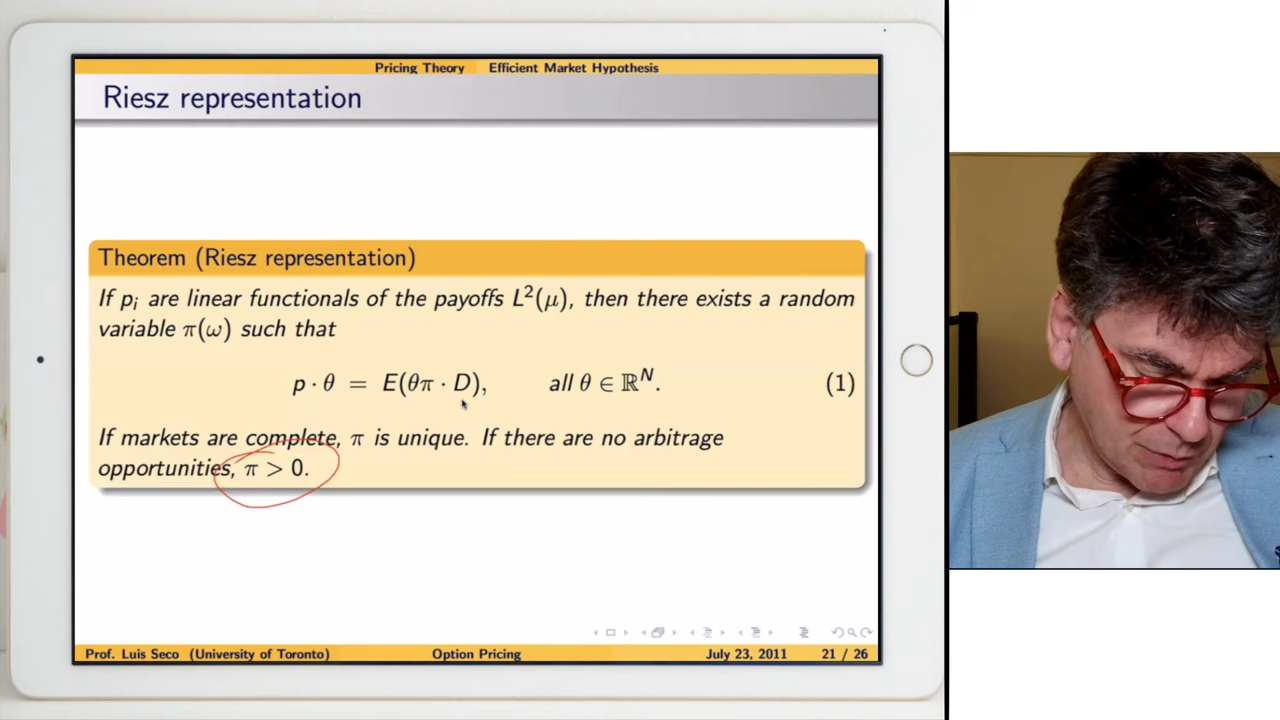 Pricing Theory Efficient Market Hypothesis
Riesz representation
Theorem (Riesz representation)
If pᵢ are linear functionals of the payoffs L²(μ), then there exists a random
variable π(ω) such that
p · θ = E(θπ · D), all θ ∈ ℝᴺ. (1)
If markets are complete, π is unique. If there are no arbitrage
opportunities, π > 0.
Prof. Luis Seco (University of Toronto) Option Pricing July 23, 2011 21 / 26